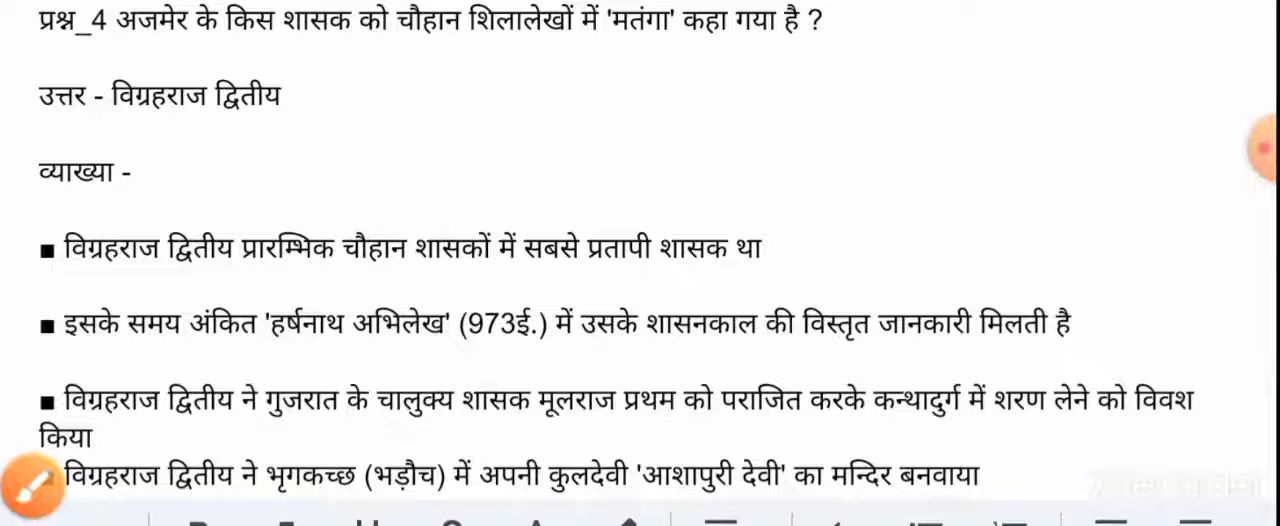 प्रश्न_4 अजमेर के किस शासक को चौहान शिलालेखों में 'मतंगा' कहा गया है ?
उत्तर - विग्रहराज द्वितीय
व्याख्या -
■ विग्रहराज द्वितीय प्रारम्भिक चौहान शासकों में सबसे प्रतापी शासक था
■ इसके समय अंकित 'हर्षनाथ अभिलेख' (973ई.) में उसके शासनकाल की विस्तृत जानकारी मिलती है
■ विग्रहराज द्वितीय ने गुजरात के चालुक्य शासक मूलराज प्रथम को पराजित करके कन्थादुर्ग में शरण लेने को विवश
किया
विग्रहराज द्वितीय ने भृगकच्छ (भड़ौच) में अपनी कुलदेवी 'आशापुरी देवी' का मन्दिर बनवाया